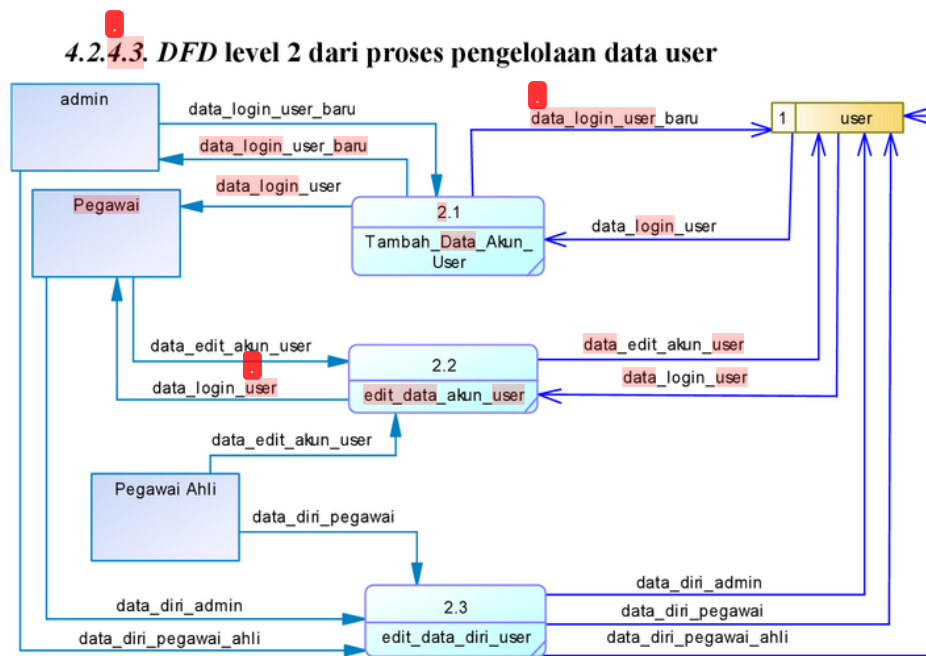 4.2.4.3. DFD level 2 dari proses pengelolaan data user
admin
data_login_user_baru
data_login_user_baru
data_login_user_baru
1 user
data_login_user
Pegawai
2.1
Tambah_Data_Akun_
User
data_login_user
data_edit_akun_user
data_login_user
2.2
edit_data_akun_user
data_edit_akun_user
data_login_user
data_edit_akun_user
Pegawai Ahli
data_diri_pegawai
data_diri_admin
data_diri_pegawai_ahli
2.3
edit_data_diri_user
data_diri_admin
data_diri_pegawai
data_diri_pegawai_ahli